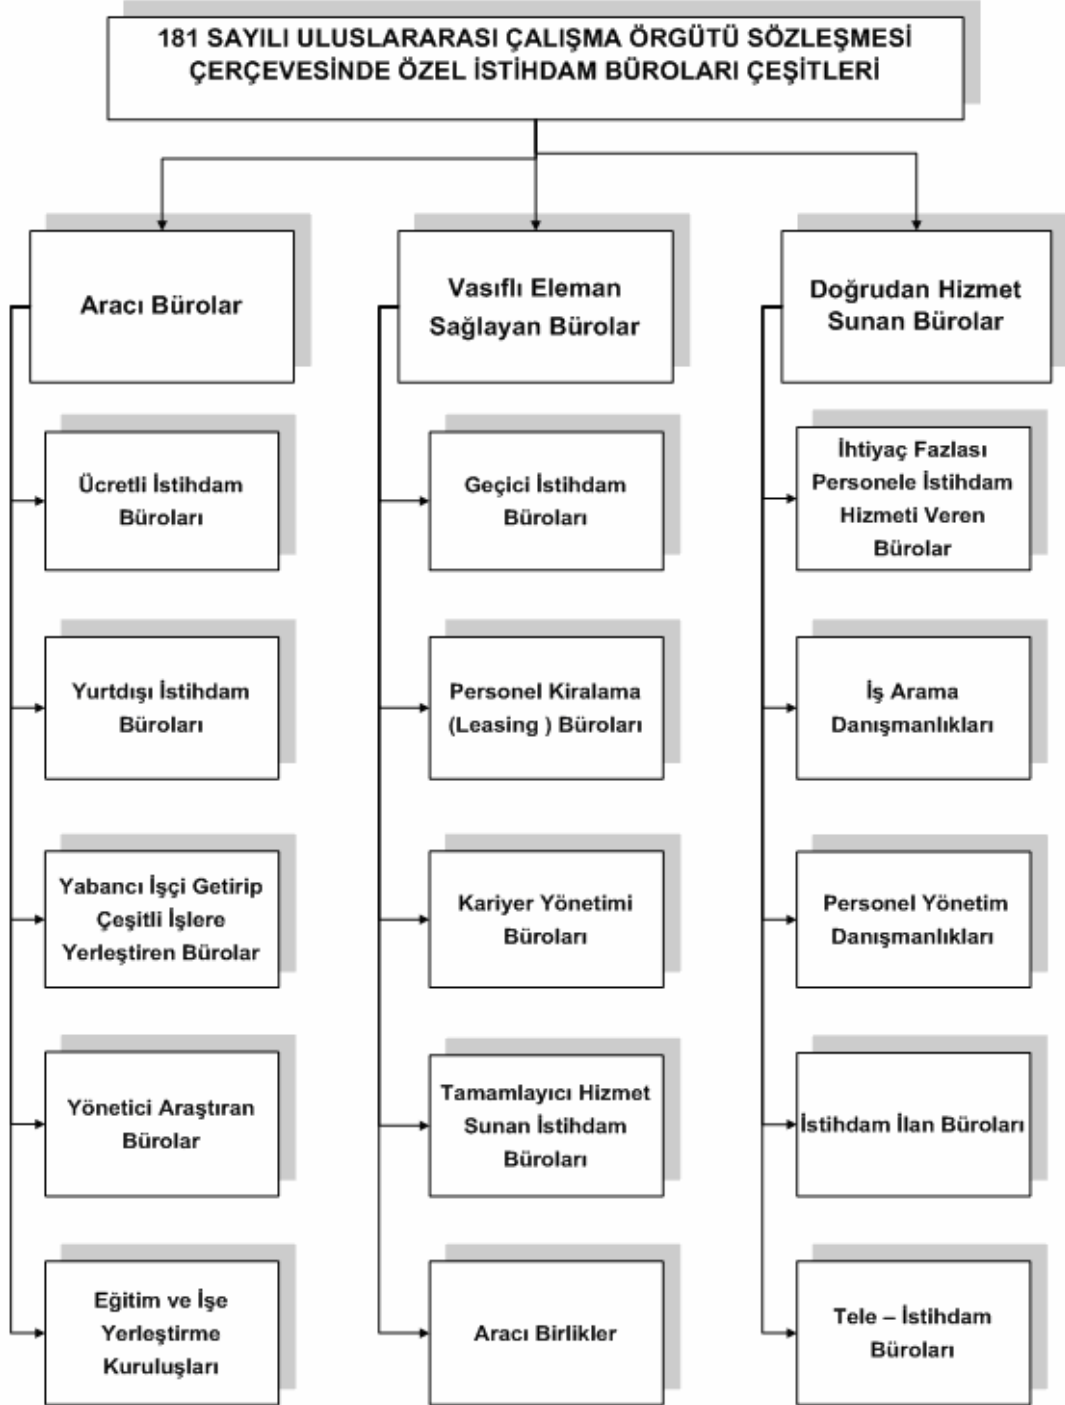 181 SAYILI ULUSLARARASI ÇALIŞMA ÖRGÜTÜ SÖZLEŞMESİ
ÇERÇEVESİNDE ÖZEL İSTİHDAM BÜROLARI ÇEŞİTLERİ
Aracı Bürolar
Ücretli İstihdam
Büroları
Yurtdışı İstihdam
Büroları
Yabancı İşçi Getirip
Çeşitli İşlere
Yerleştiren Bürolar
Yönetici Araştıran
Bürolar
Eğitim ve İşe
Yerleştirme
Kuruluşları
Vasıflı Eleman
Sağlayan Bürolar
Geçici İstihdam
Büroları
Personel Kiralama
(Leasing ) Büroları
Kariyer Yönetimi
Büroları
Tamamlayıcı Hizmet
Sunan İstihdam
Büroları
Aracı Birlikler
Doğrudan Hizmet
Sunan Bürolar
İhtiyaç Fazlası
Personele İstihdam
Hizmeti Veren
Bürolar
İş Arama
Danışmanlıkları
Personel Yönetim
Danışmanlıkları
İstihdam İlan Büroları
Tele – İstihdam
Büroları